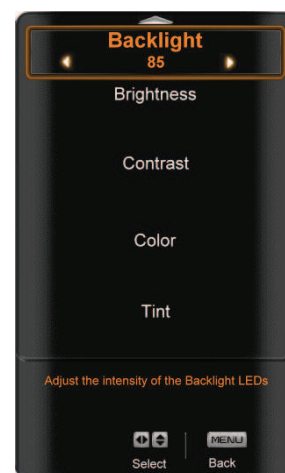 Backlight
85
Brightness
Contrast
Color
Tint
Adjust the intensity of the Backlight LEDs
MENU
Select
Back